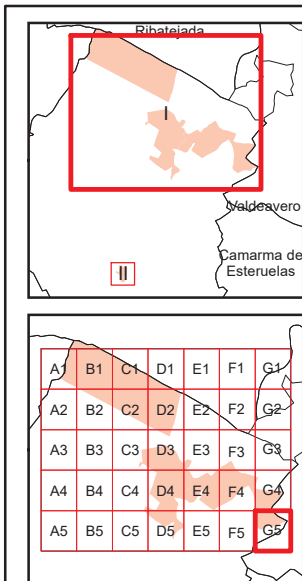 Ribatejada
I
Valdeavero
Camarma de
Esteruelas
II
A1 B1 C1 D1 E1 F1 G1
A2 B2 C2 D2 E2 F2 G2
A3 B3 C3 D3 E3 F3 G3
A4 B4 C4 D4 E4 F4 G4
A5 B5 C5 D5 E5 F5 G5